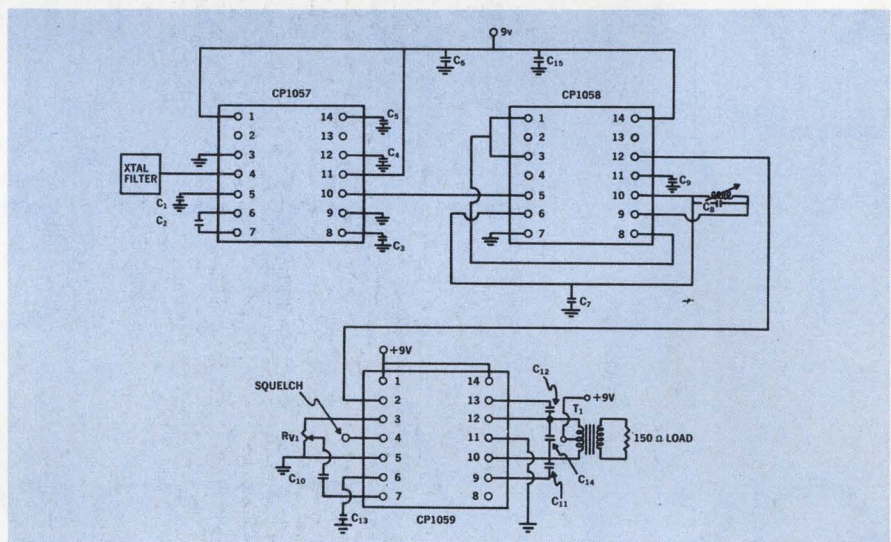 9v
C6
C15
CP1057
CP1058
1 14 C5
2 13
3 12 C4
XTAL
FILTER
4 11
C1 5 10
C2 6 9
7 8 C3
1 14
2 13
3 12
4 11 C9
5 10
C8
6 9
7 8
C7
+9V
C12
+9V
SQUELCH
1 14
2 13
T1
3 12
RV1
4 11
150 Ω LOAD
5 10
C14
C10
6 9
C11
7 8
C13
CP1059